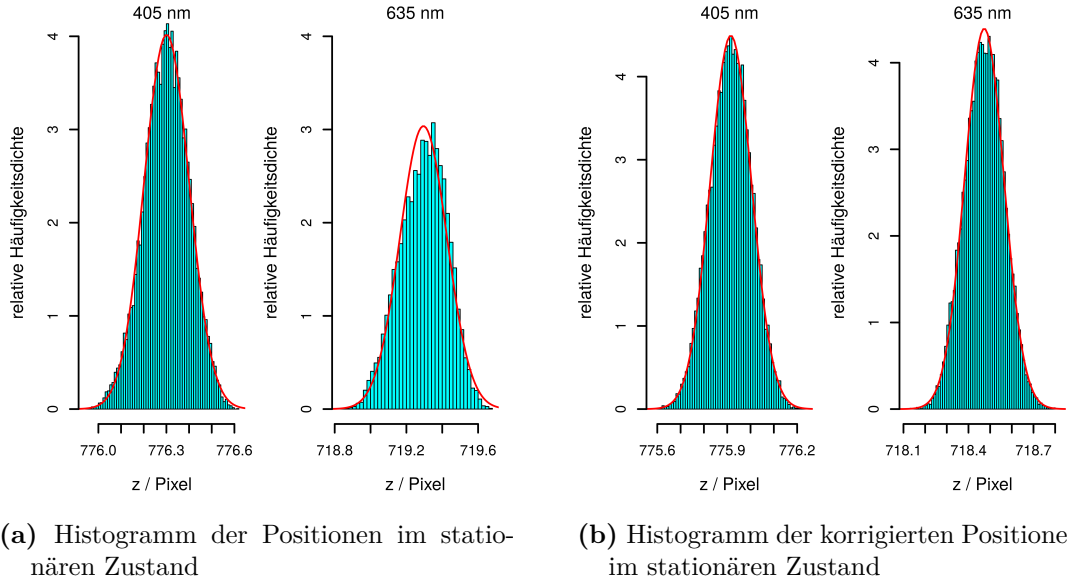 405 nm
635 nm
405 nm
635 nm
relative Häufigkeitsdichte
0
1
2
3
4
776.0
776.3
776.6
z / Pixel
relative Häufigkeitsdichte
0
1
2
3
4
718.8
719.2
719.6
z / Pixel
relative Häufigkeitsdichte
0
1
2
3
4
775.6
775.9
776.2
z / Pixel
relative Häufigkeitsdichte
0
1
2
3
4
718.1
718.4
718.7
z / Pixel
(a) Histogramm der Positionen im statio-
nären Zustand
(b) Histogramm der korrigierten Positione
im stationären Zustand